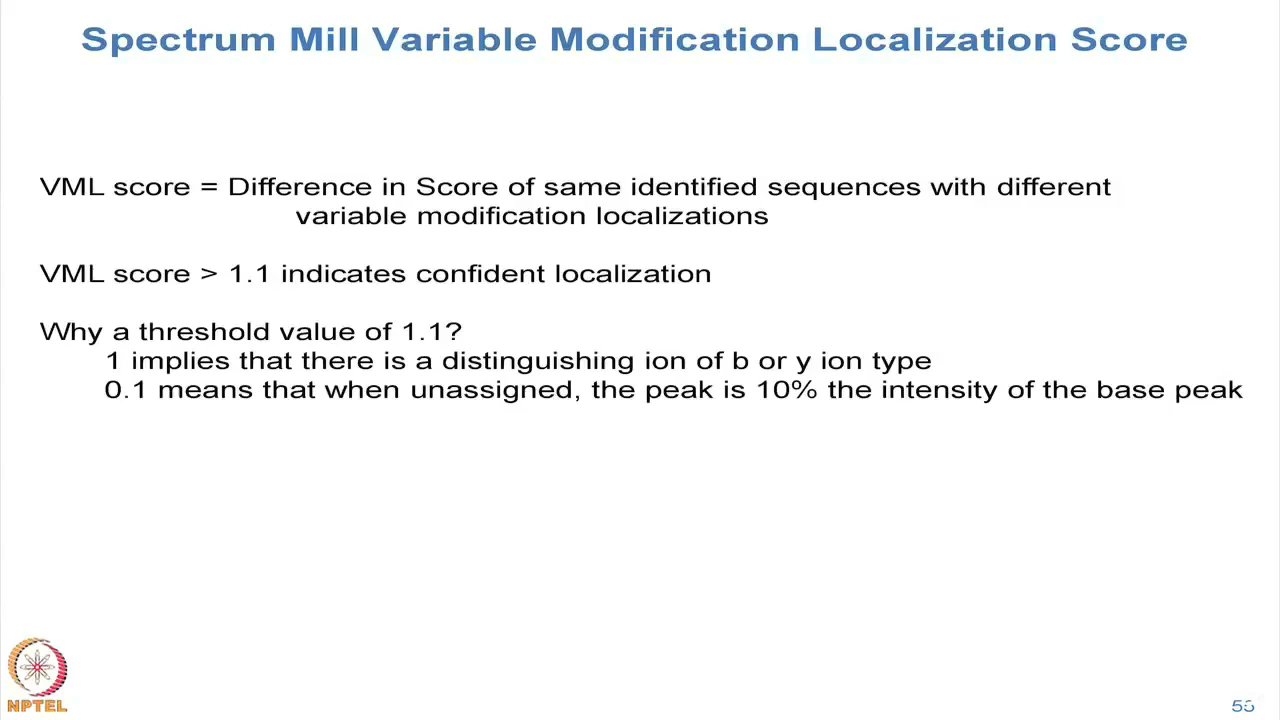 Spectrum Mill Variable Modification Localization Score
VML score = Difference in Score of same identified sequences with different
variable modification localizations
VML score > 1.1 indicates confident localization
Why a threshold value of 1.1?
1 implies that there is a distinguishing ion of b or y ion type
0.1 means that when unassigned, the peak is 10% the intensity of the base peak
NPTEL